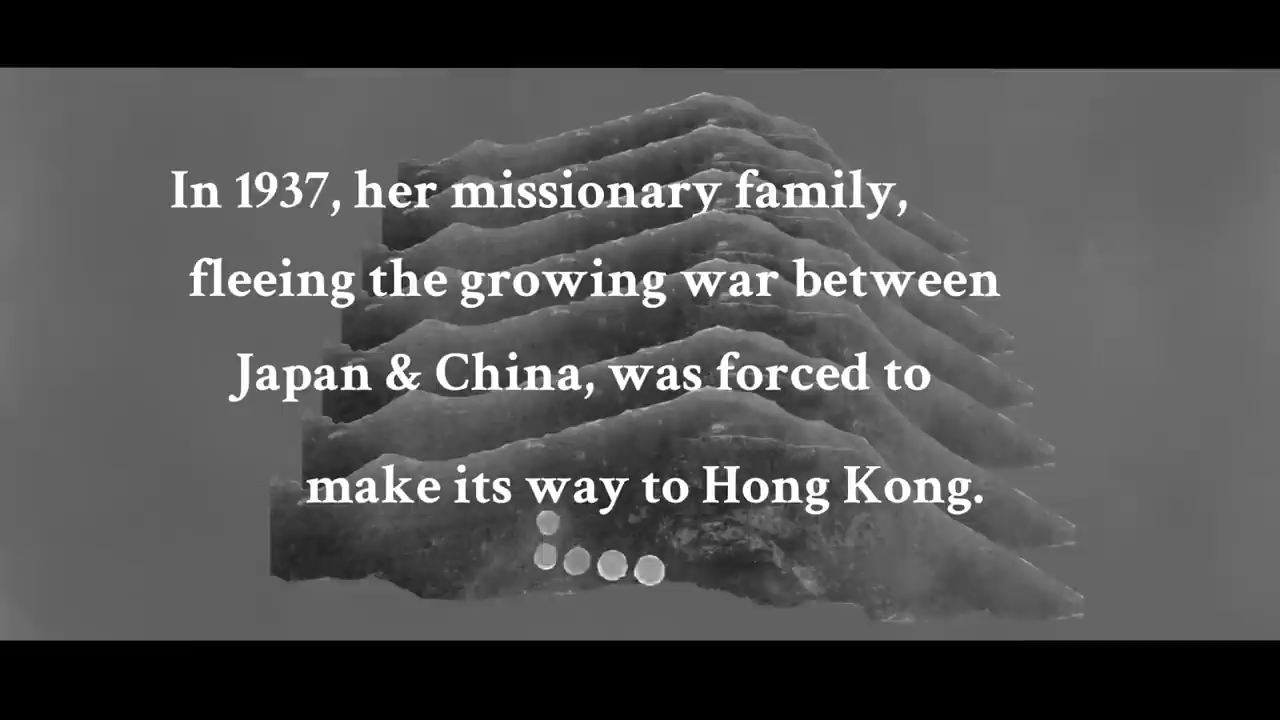 In 1937, her missionary family,
fleeing the growing war between
Japan & China, was forced to
make its way to Hong Kong.